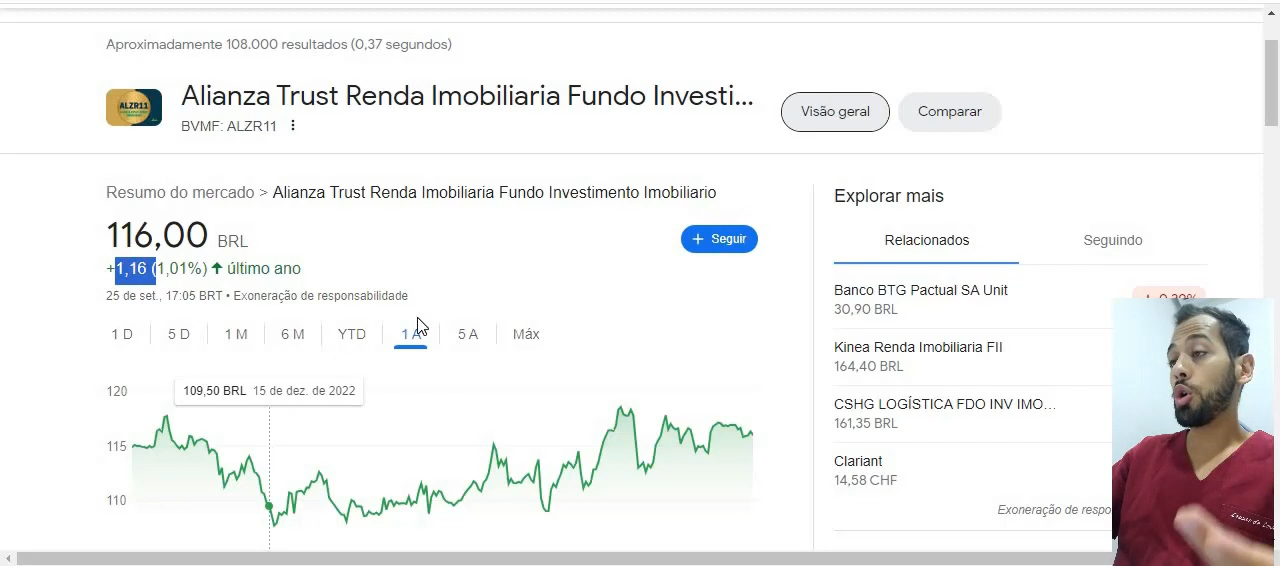 Aproximadamente 108.000 resultados (0,37 segundos)
ALZR11
Alianza Trust Renda Imobiliaria Fundo Investi...
BVMF: ALZR11
Visão geral
Comparar
Resumo do mercado > Alianza Trust Renda Imobiliaria Fundo Investimento Imobiliario
116,00 BRL
+ Seguir
+1,16 (1,01%) ↑ último ano
25 de set., 17:05 BRT • Exoneração de responsabilidade
1 D
5 D
1 M
6 M
YTD
1 A
5 A
Máx
109,50 BRL 15 de dez. de 2022
120
115
110
Explorar mais
Relacionados
Seguindo
Banco BTG Pactual SA Unit
30,90 BRL
Kinea Renda Imobiliaria FII
164,40 BRL
CSHG LOGÍSTICA FDO INV IMO...
161,35 BRL
Clariant
14,58 CHF
Exoneração de respo